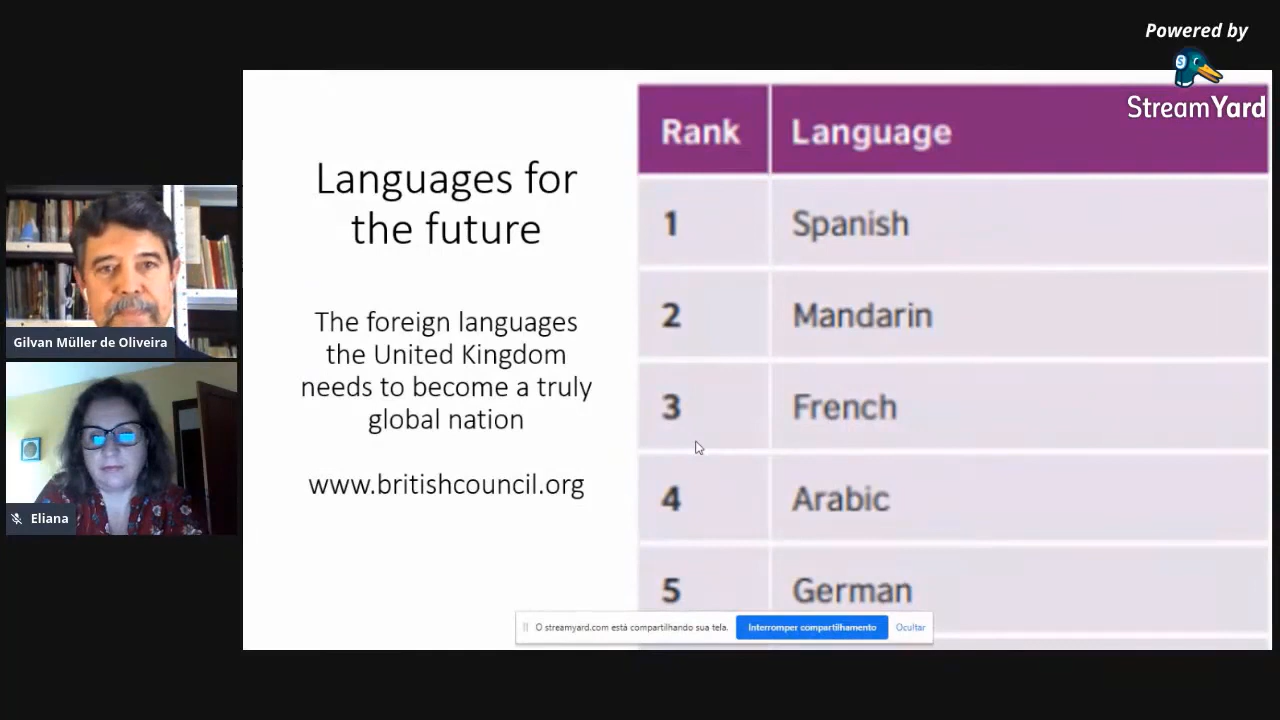 Powered by
StreamYard
Languages for
the future
The foreign languages
the United Kingdom
needs to become a truly
global nation
www.britishcouncil.org
Rank Language
1 Spanish
2 Mandarin
3 French
4 Arabic
5 German
Gilvan Müller de Oliveira
Eliana
O streamyard.com está compartilhando sua tela.
Interromper compartilhamento
Ocultar